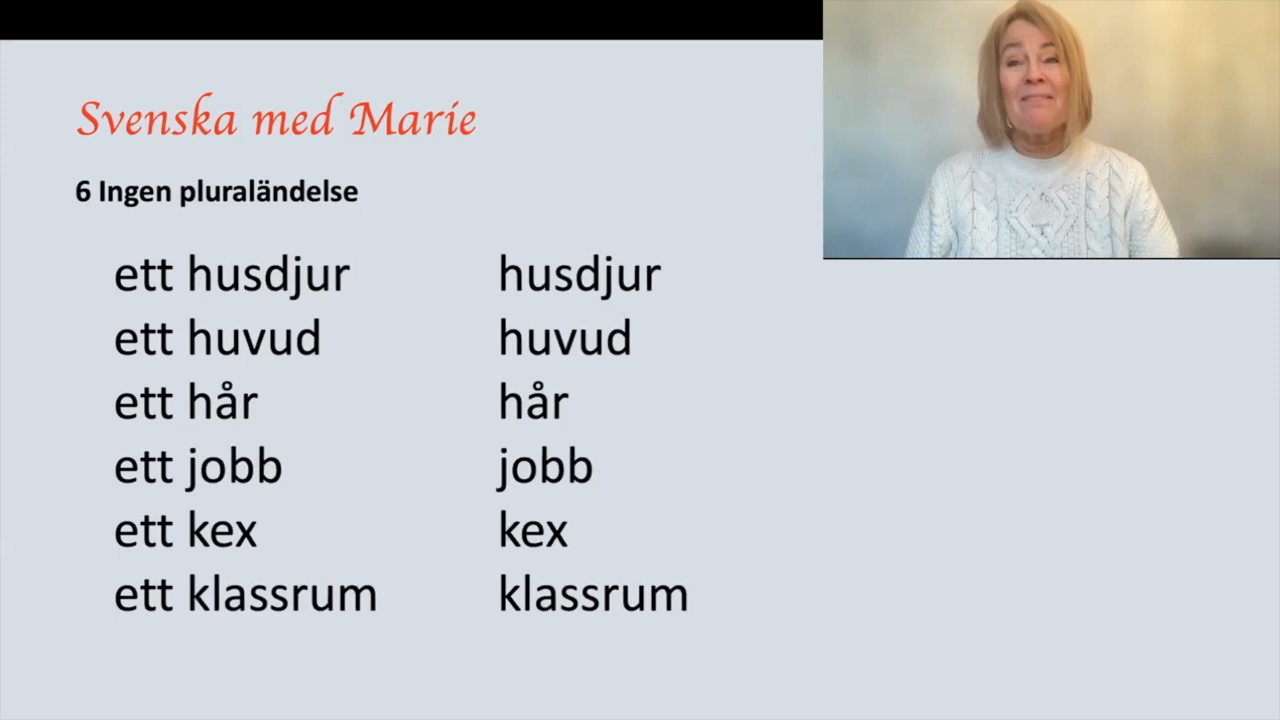 Svenska med Marie
6 Ingen pluraländelse
ett husdjur husdjur
ett huvud huvud
ett hår hår
ett jobb jobb
ett kex kex
ett klassrum klassrum